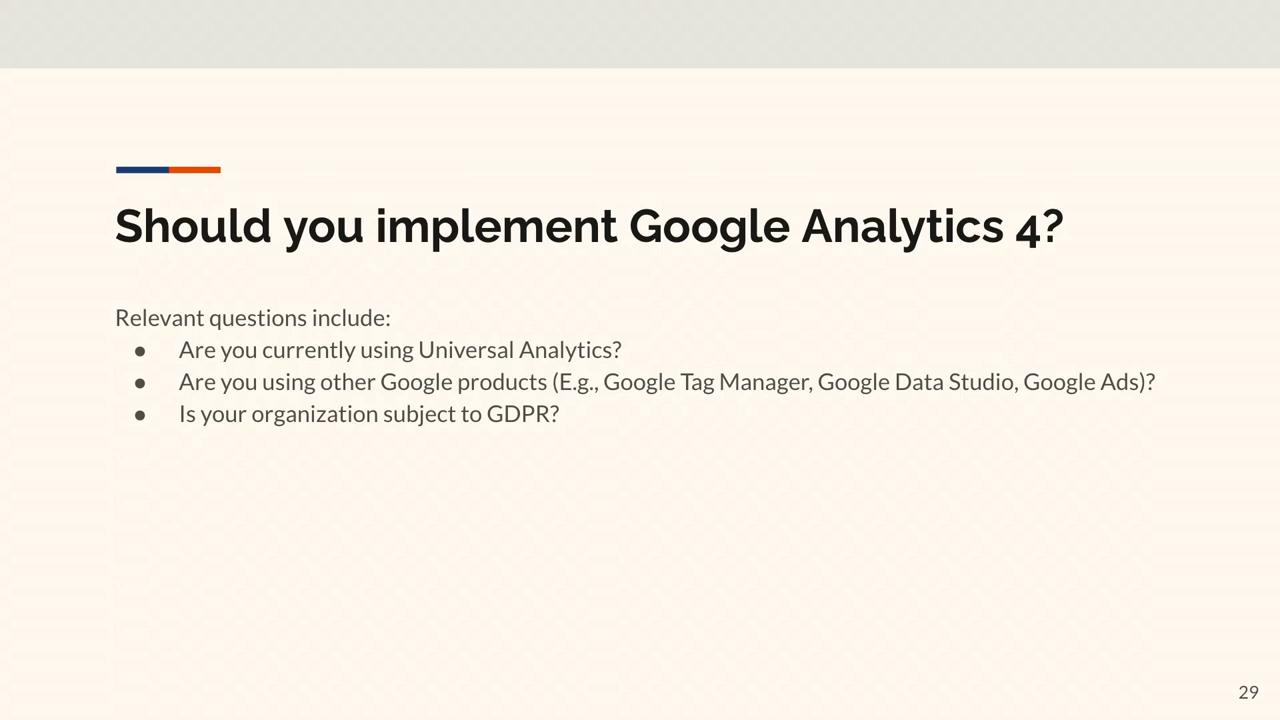 Should you implement Google Analytics 4?
Relevant questions include:
● Are you currently using Universal Analytics?
● Are you using other Google products (E.g., Google Tag Manager, Google Data Studio, Google Ads)?
● Is your organization subject to GDPR?
29